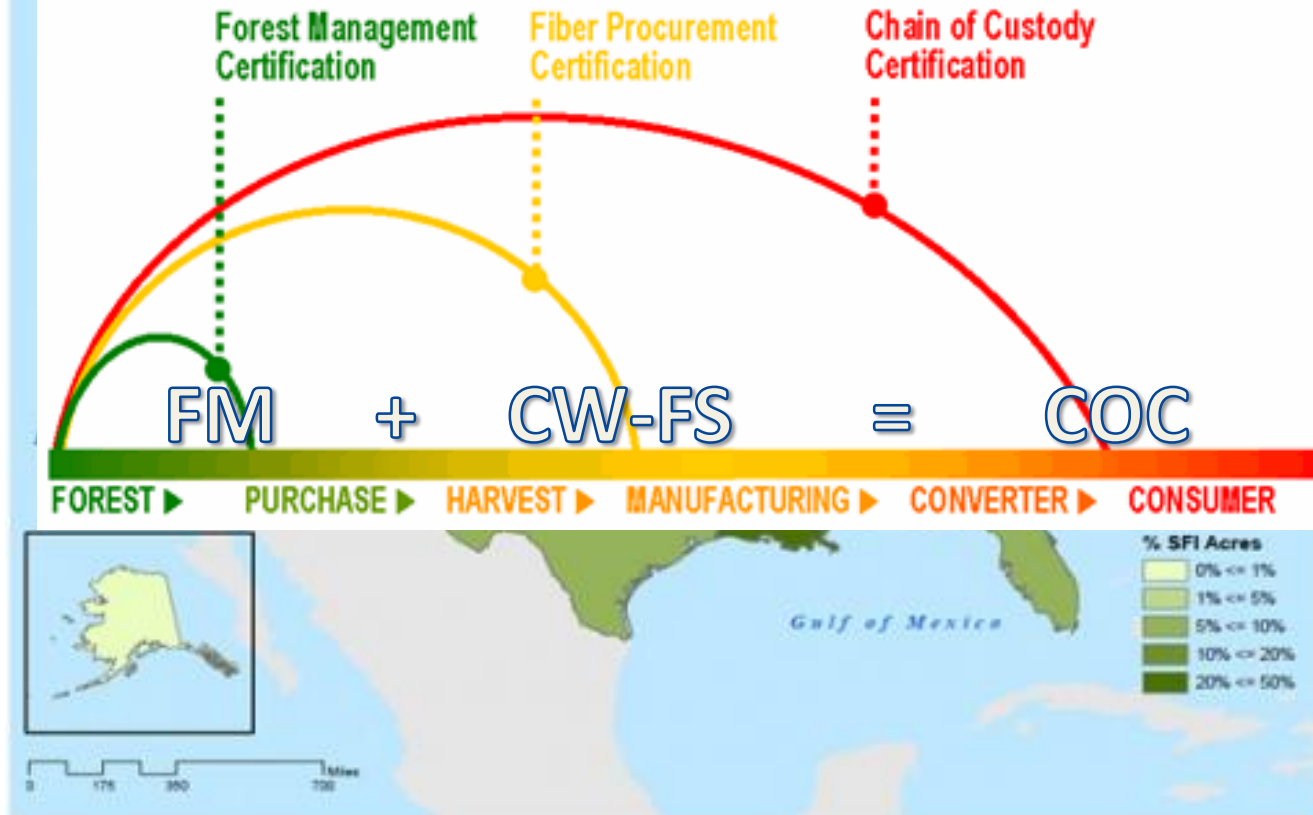 Forest Management
Certification
Fiber Procurement
Certification
Chain of Custody
Certification
FM + CW-FS = COC
FOREST ▶ PURCHASE ▶ HARVEST ▶ MANUFACTURING ▶ CONVERTER ▶ CONSUMER
% SFI Acres
0% <= 1%
1% <= 5%
5% <= 10%
10% <= 20%
20% <= 50%
Gulf of Mexico
Miles
0 175 350 700